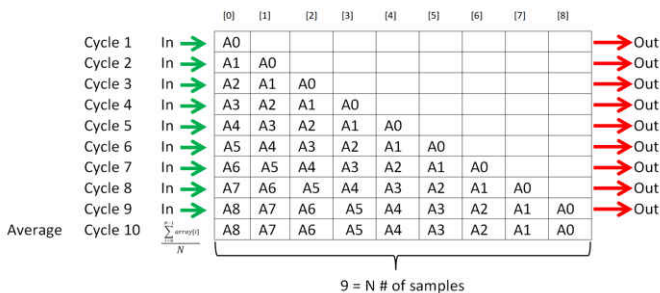 [0] [1] [2] [3] [4] [5] [6] [7] [8]
Cycle 1 In A0 Out
Cycle 2 In A1 A0 Out
Cycle 3 In A2 A1 A0 Out
Cycle 4 In A3 A2 A1 A0 Out
Cycle 5 In A4 A3 A2 A1 A0 Out
Cycle 6 In A5 A4 A3 A2 A1 A0 Out
Cycle 7 In A6 A5 A4 A3 A2 A1 A0 Out
Cycle 8 In A7 A6 A5 A4 A3 A2 A1 A0 Out
Cycle 9 In A8 A7 A6 A5 A4 A3 A2 A1 A0 Out
Average Cycle 10 ∑ array[i] / N A8 A7 A6 A5 A4 A3 A2 A1 A0
9 = N # of samples